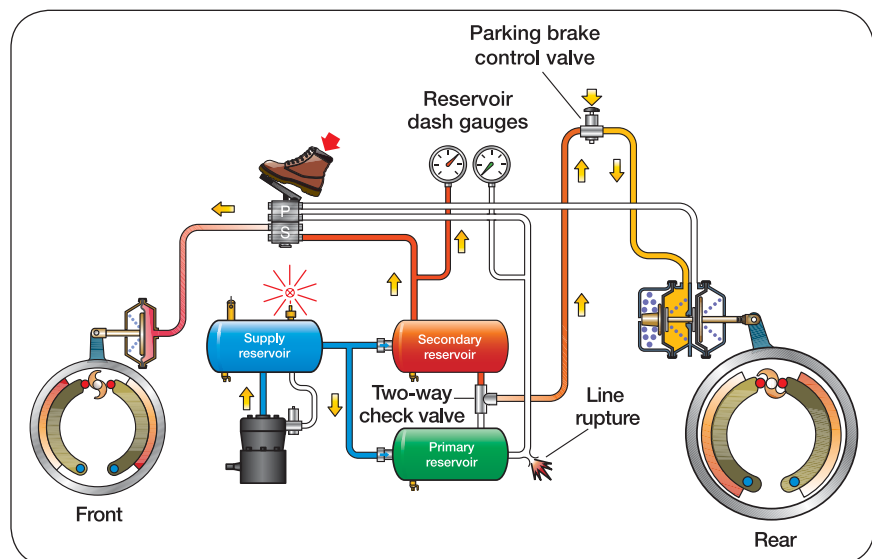 Parking brake
control valve
Reservoir
dash gauges
P
S
Supply
reservoir
Secondary
reservoir
Two-way
check valve
Line
rupture
Primary
reservoir
Front
Rear